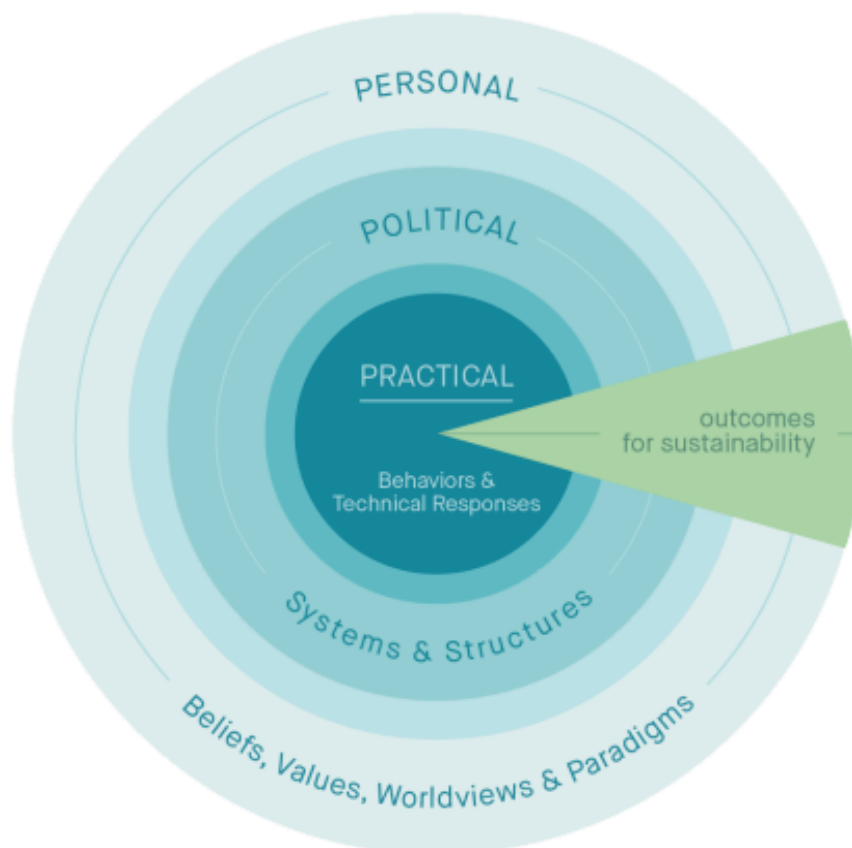 PERSONAL
POLITICAL
PRACTICAL
Behaviors &
Technical Responses
outcomes
for sustainability
Systems & Structures
Beliefs, Values, Worldviews & Paradigms